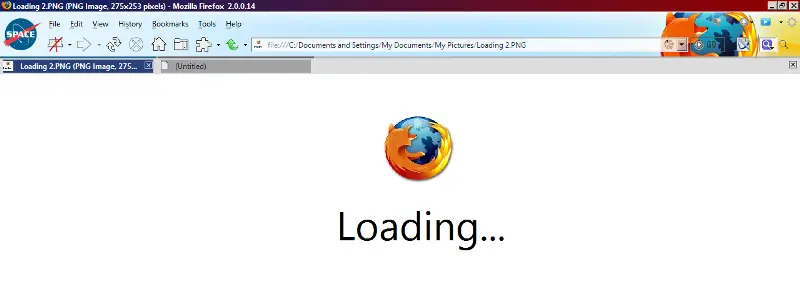 Loading 2.PNG (PNG Image, 275x253 pixels) - Mozilla Firefox 2.0.0.14
SPACE
File Edit View History Bookmarks Tools Help
file:///C:/Documents and Settings/My Documents/My Pictures/Loading 2.PNG
GO
Loading 2.PNG (PNG Image, 275...
(Untitled)
Loading...